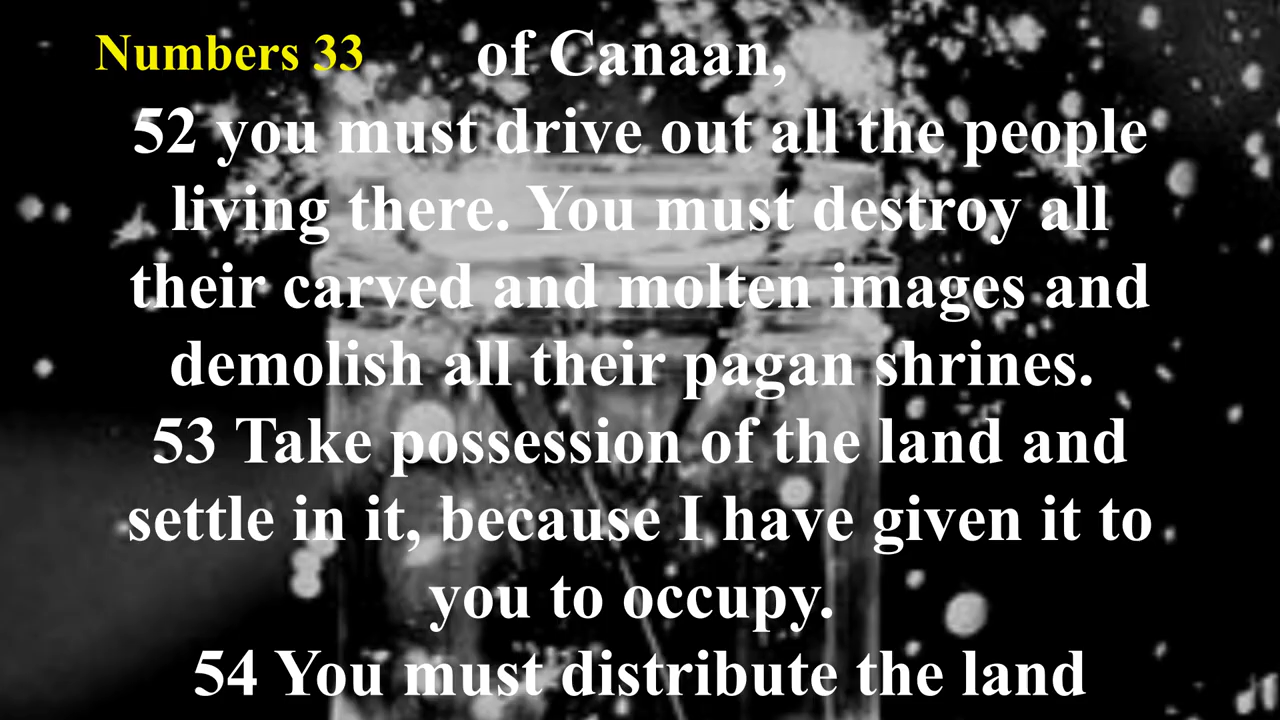 Numbers 33
of Canaan,
52 you must drive out all the people
living there. You must destroy all
their carved and molten images and
demolish all their pagan shrines.
53 Take possession of the land and
settle in it, because I have given it to
you to occupy.
54 You must distribute the land